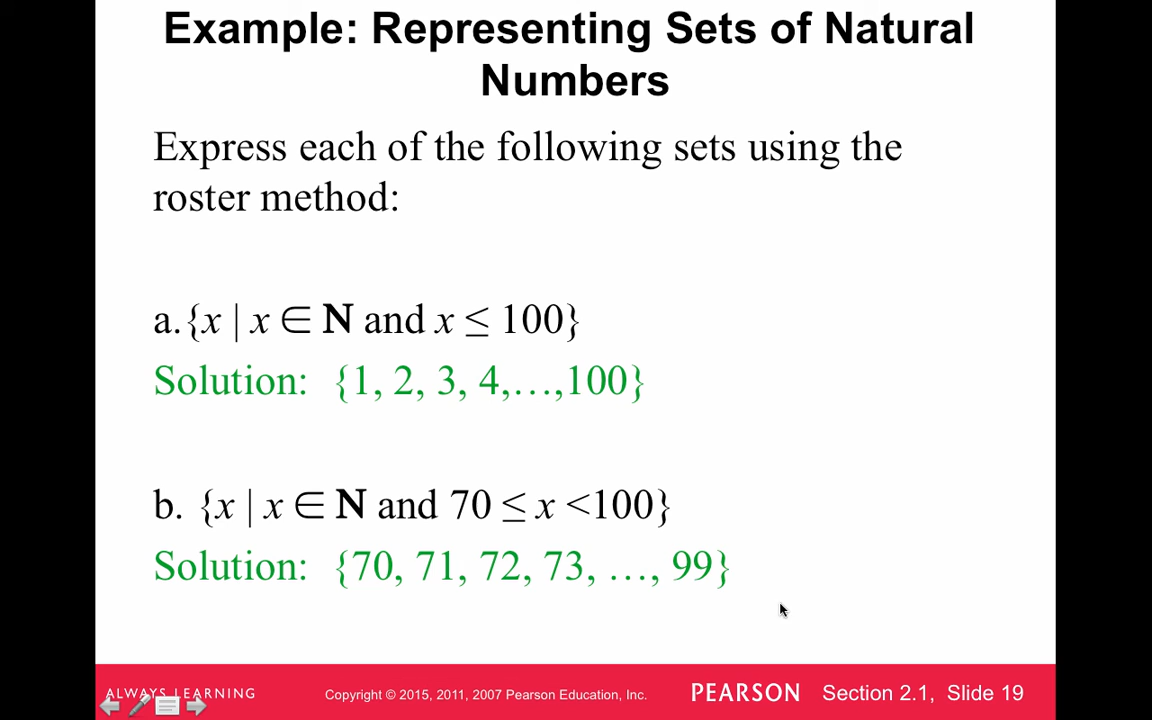 Example: Representing Sets of Natural
Numbers
Express each of the following sets using the
roster method:
a.{x | x ∈ N and x ≤ 100}
Solution: {1, 2, 3, 4,…,100}
b. {x | x ∈ N and 70 ≤ x <100}
Solution: {70, 71, 72, 73, …, 99}
ALWAYS LEARNING
Copyright © 2015, 2011, 2007 Pearson Education, Inc.
PEARSON
Section 2.1, Slide 19